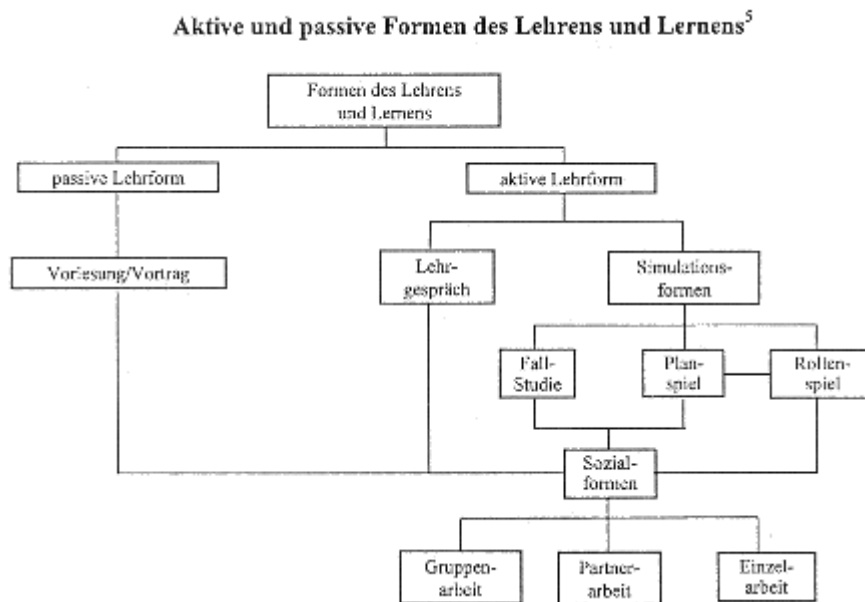 Aktive und passive Formen des Lehrens und Lernens⁵
Formen des Lehrens
und Lernens
passive Lehrform
aktive Lehrform
Vorlesung/Vortrag
Lehr-
gespräch
Simulations-
formen
Fall-
Studie
Plan-
spiel
Rollen-
spiel
Sozial-
formen
Gruppen-
arbeit
Partner-
arbeit
Einzel-
arbeit